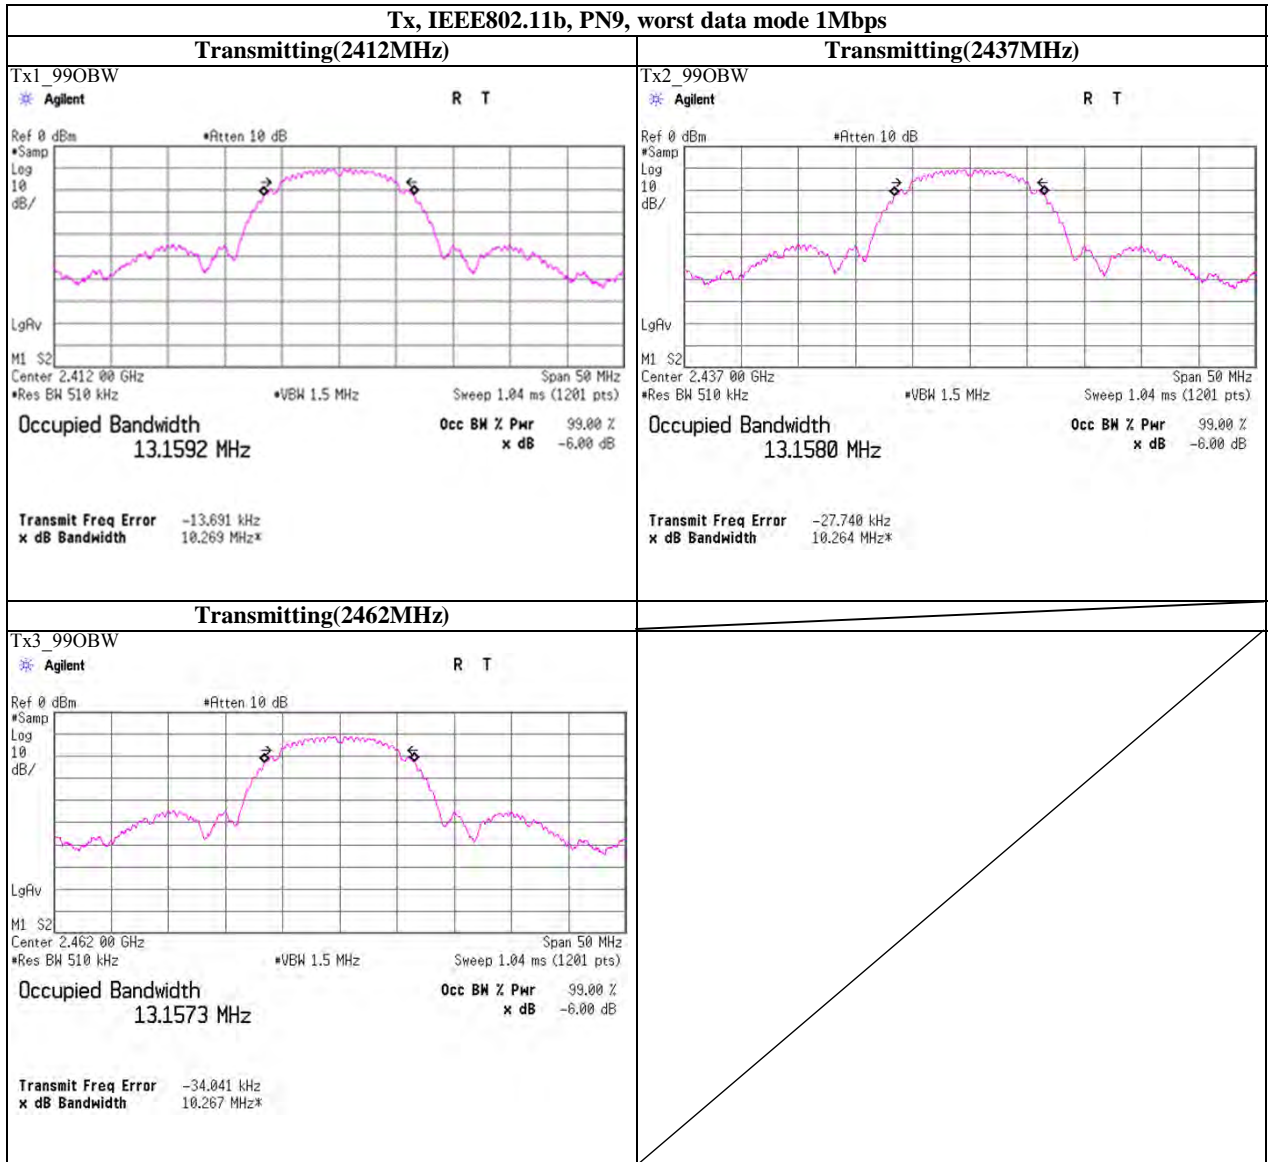 Tx, IEEE802.11b, PN9, worst data mode 1Mbps
Transmitting(2412MHz)
Tx1_99OBW
Agilent
R T
Ref 0 dBm
#Atten 10 dB
#Samp
Log
10
dB/
LgAv
M1 S2
Center 2.412 00 GHz
Span 50 MHz
#Res BW 510 kHz
#VBW 1.5 MHz
Sweep 1.04 ms (1201 pts)
Occupied Bandwidth
13.1592 MHz
Occ BW % Pwr 99.00 %
x dB -6.00 dB
Transmit Freq Error -13.691 kHz
x dB Bandwidth 10.269 MHz*
Transmitting(2437MHz)
Tx2_99OBW
Agilent
R T
Ref 0 dBm
#Atten 10 dB
#Samp
Log
10
dB/
LgAv
M1 S2
Center 2.437 00 GHz
Span 50 MHz
#Res BW 510 kHz
#VBW 1.5 MHz
Sweep 1.04 ms (1201 pts)
Occupied Bandwidth
13.1580 MHz
Occ BW % Pwr 99.00 %
x dB -6.00 dB
Transmit Freq Error -27.740 kHz
x dB Bandwidth 10.264 MHz*
Transmitting(2462MHz)
Tx3_99OBW
Agilent
R T
Ref 0 dBm
#Atten 10 dB
#Samp
Log
10
dB/
LgAv
M1 S2
Center 2.462 00 GHz
Span 50 MHz
#Res BW 510 kHz
#VBW 1.5 MHz
Sweep 1.04 ms (1201 pts)
Occupied Bandwidth
13.1573 MHz
Occ BW % Pwr 99.00 %
x dB -6.00 dB
Transmit Freq Error -34.041 kHz
x dB Bandwidth 10.267 MHz*